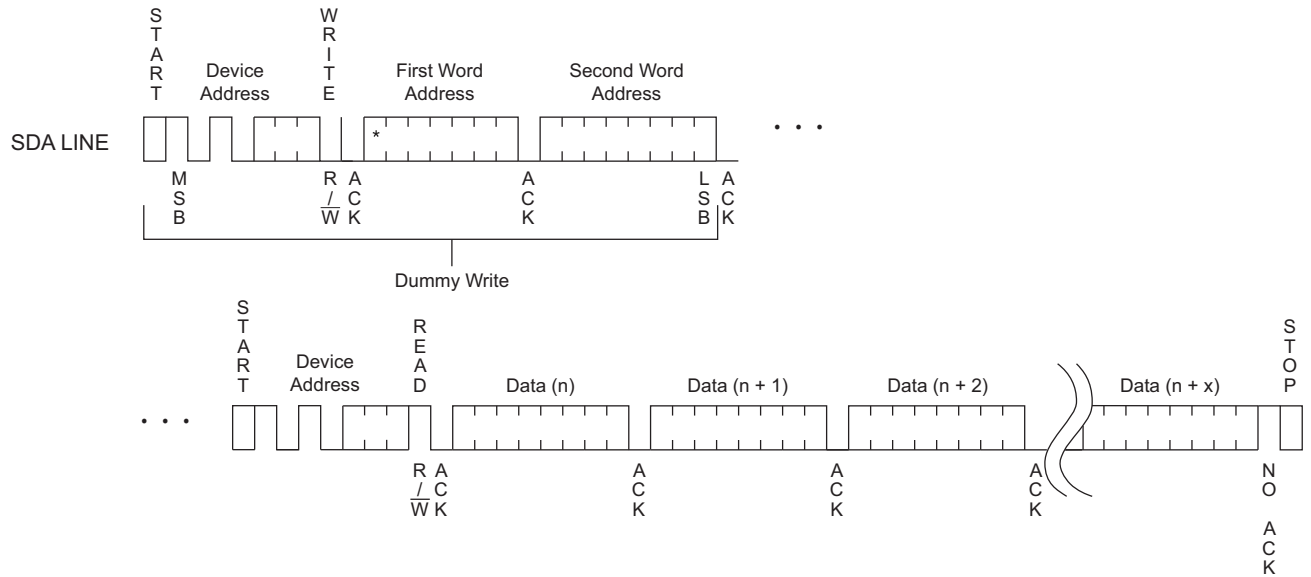 START
WRITE
Device
Address
First Word
Address
Second Word
Address
SDA LINE
*
. . .
MSB
R/W
ACK
ACK
LSB
ACK
Dummy Write
START
READ
STOP
Device
Address
Data (n)
Data (n + 1)
Data (n + 2)
Data (n + x)
. . .
R/W
ACK
ACK
ACK
ACK
NO ACK